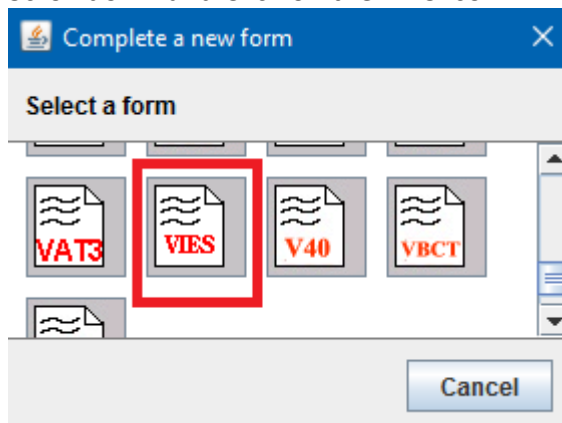 Complete a new form
Select a form
VAT3 VIES V40 VBCT
Cancel